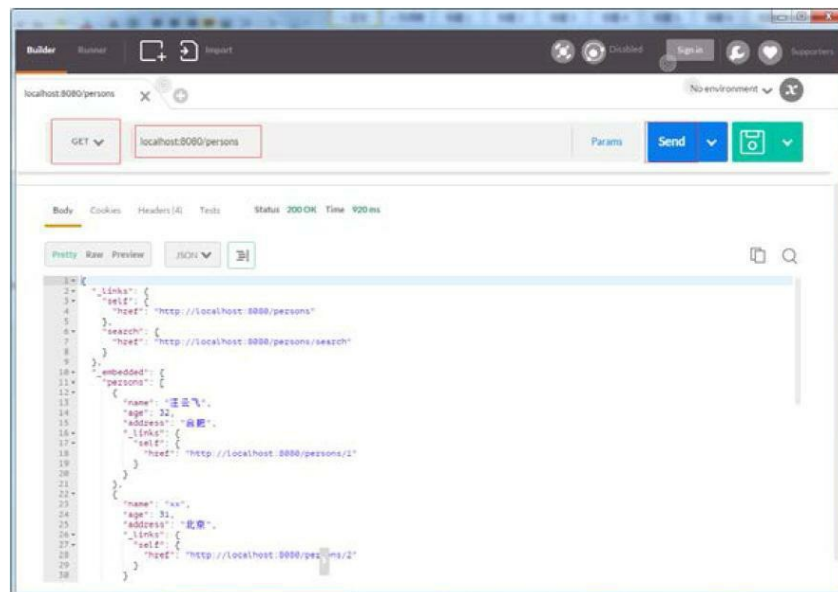 Builder Runner Import Disabled Sign in Supporters
localhost:8080/persons No environment
GET localhost:8080/persons Params Send
Body Cookies Headers (4) Tests Status 200 OK Time 920 ms
Pretty Raw Preview JSON
1 {
2 "_links": {
3 "self": {
4 "href": "http://localhost:8080/persons"
5 },
6 "search": {
7 "href": "http://localhost:8080/persons/search"
8 }
9 },
10 "_embedded": {
11 "persons": [
12 {
13 "name": "汪云飞",
14 "age": 32,
15 "address": "合肥",
16 "_links": {
17 "self": {
18 "href": "http://localhost:8080/persons/1"
19 }
20 }
21 },
22 {
23 "name": "xx",
24 "age": 31,
25 "address": "北京",
26 "_links": {
27 "self": {
28 "href": "http://localhost:8080/persons/2"
29 }
30 }